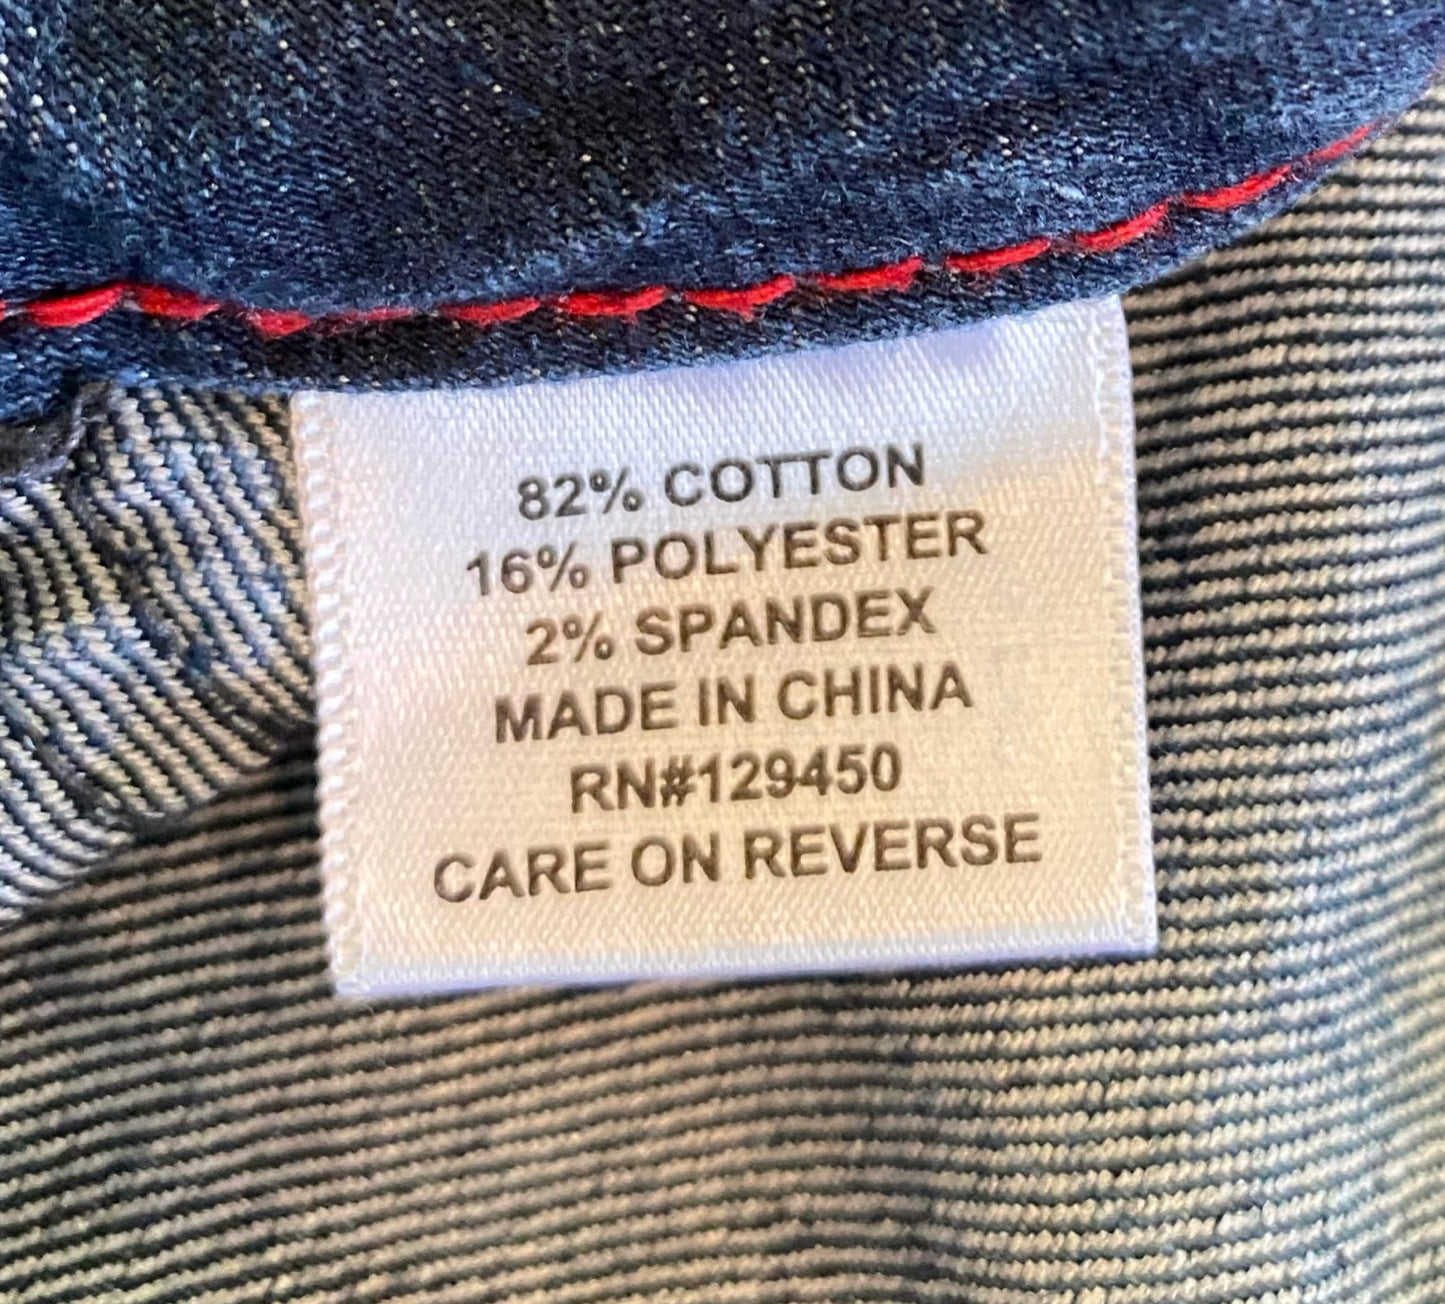 82% COTTON
16% POLYESTER
2% SPANDEX
MADE IN CHINA
RN#129450
CARE ON REVERSE